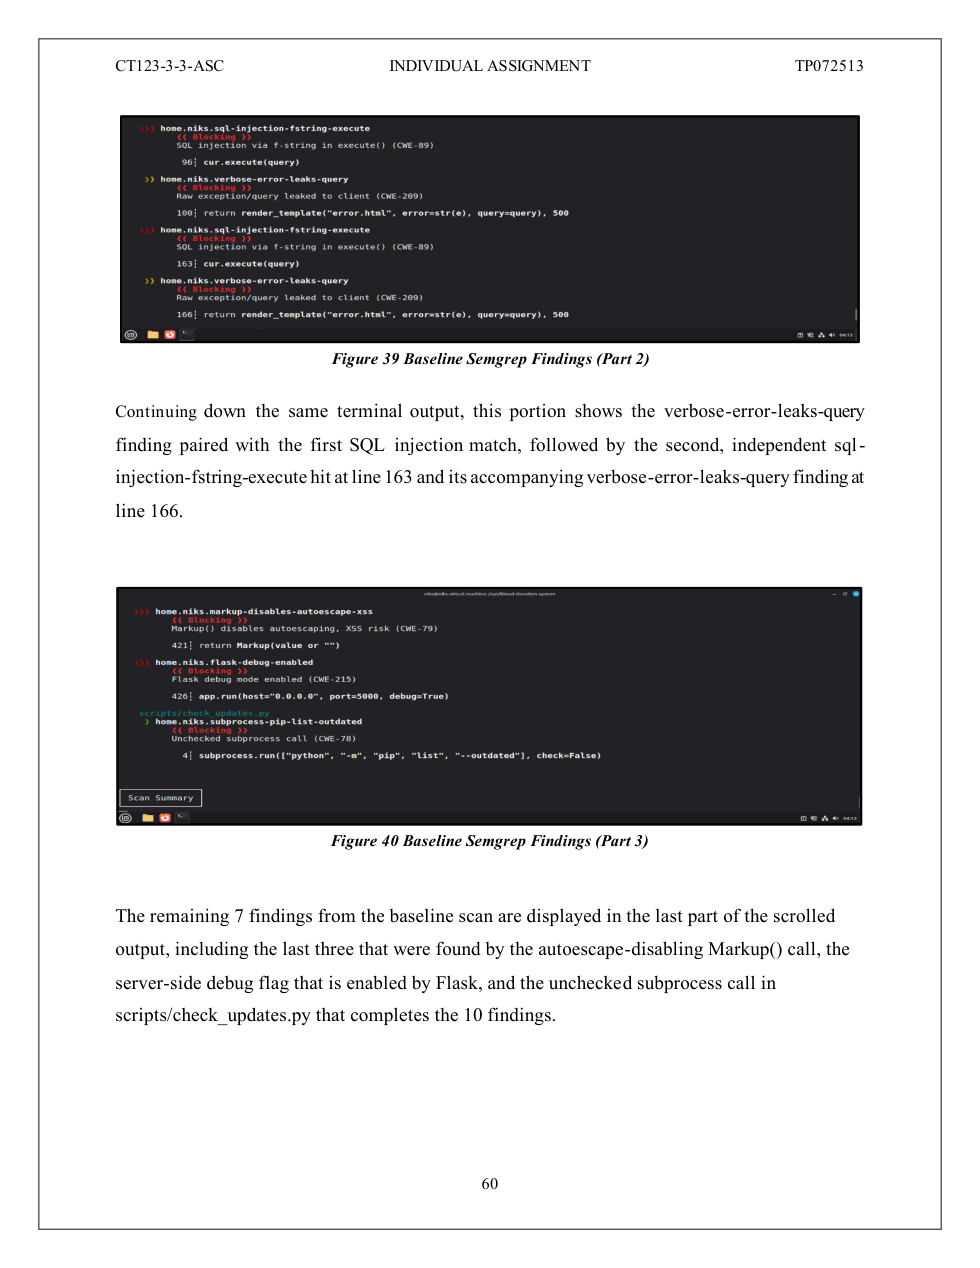 CT123-3-3-ASC INDIVIDUAL ASSIGNMENT TP072513
❯❯❯ home.niks.sql-injection-fstring-execute
❮❮ Blocking ❯❯
SQL injection via f-string in execute() (CWE-89)
96┆ cur.execute(query)
❯❯ home.niks.verbose-error-leaks-query
❮❮ Blocking ❯❯
Raw exception/query leaked to client (CWE-209)
100┆ return render_template("error.html", error=str(e), query=query), 500
❯❯❯ home.niks.sql-injection-fstring-execute
❮❮ Blocking ❯❯
SQL injection via f-string in execute() (CWE-89)
163┆ cur.execute(query)
❯❯ home.niks.verbose-error-leaks-query
❮❮ Blocking ❯❯
Raw exception/query leaked to client (CWE-209)
166┆ return render_template("error.html", error=str(e), query=query), 500
04:12
Figure 39 Baseline Semgrep Findings (Part 2)
Continuing down the same terminal output, this portion shows the verbose-error-leaks-query
finding paired with the first SQL injection match, followed by the second, independent sql-
injection-fstring-execute hit at line 163 and its accompanying verbose-error-leaks-query finding at
line 166.
niks@niks-virtual-machine: /opt/blood-donation-system
❯❯❯ home.niks.markup-disables-autoescape-xss
❮❮ Blocking ❯❯
Markup() disables autoescaping, XSS risk (CWE-79)
421┆ return Markup(value or "")
❯❯❯ home.niks.flask-debug-enabled
❮❮ Blocking ❯❯
Flask debug mode enabled (CWE-215)
426┆ app.run(host="0.0.0.0", port=5000, debug=True)
scripts/check_updates.py
❯ home.niks.subprocess-pip-list-outdated
❮❮ Blocking ❯❯
Unchecked subprocess call (CWE-78)
4┆ subprocess.run(["python", "-m", "pip", "list", "--outdated"], check=False)
Scan Summary
04:13
Figure 40 Baseline Semgrep Findings (Part 3)
The remaining 7 findings from the baseline scan are displayed in the last part of the scrolled
output, including the last three that were found by the autoescape-disabling Markup() call, the
server-side debug flag that is enabled by Flask, and the unchecked subprocess call in
scripts/check_updates.py that completes the 10 findings.
60